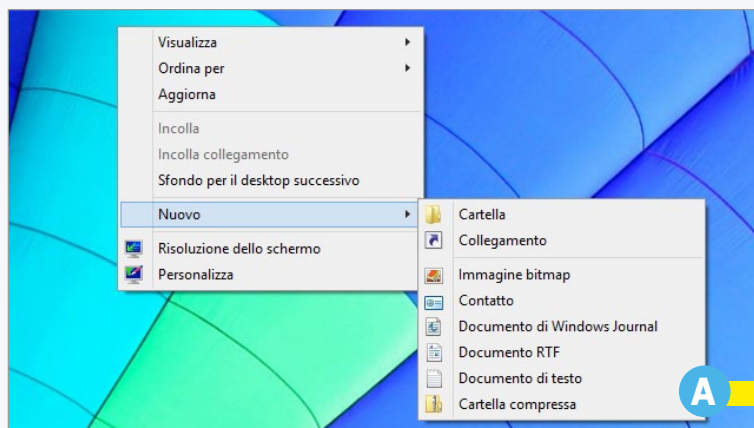 Visualizza
Ordina per
Aggiorna
Incolla
Incolla collegamento
Sfondo per il desktop successivo
Nuovo
Risoluzione dello schermo
Personalizza
Cartella
Collegamento
Immagine bitmap
Contatto
Documento di Windows Journal
Documento RTF
Documento di testo
Cartella compressa
A